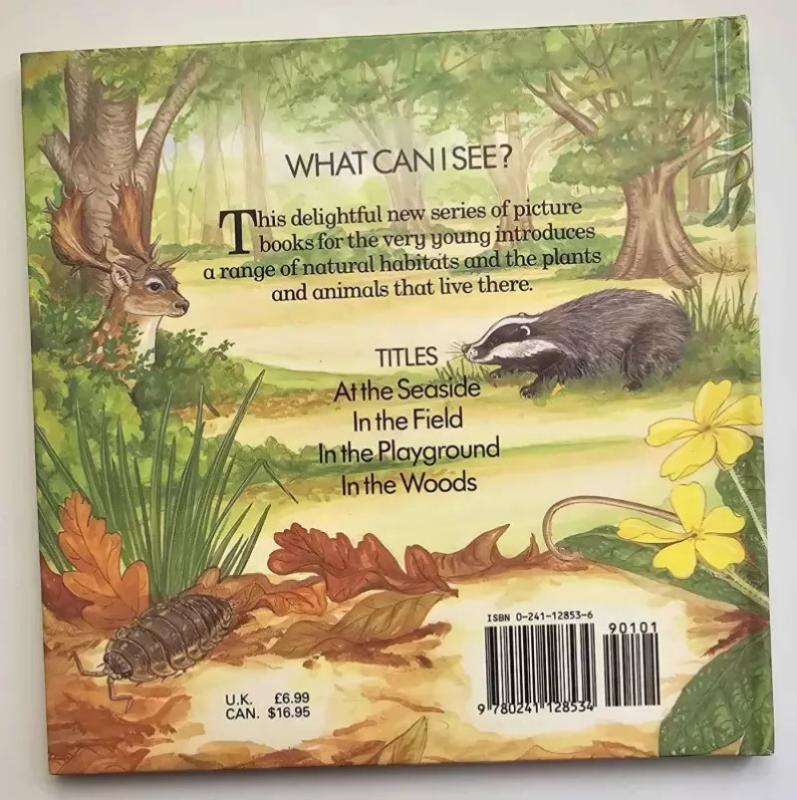 WHAT CAN I SEE?
This delightful new series of picture
books for the very young introduces
a range of natural habitats and the plants
and animals that live there.
TITLES
At the Seaside
In the Field
In the Playground
In the Woods
ISBN 0-241-12853-6
90101
9 780241 128534
U.K. £6.99
CAN. $16.95